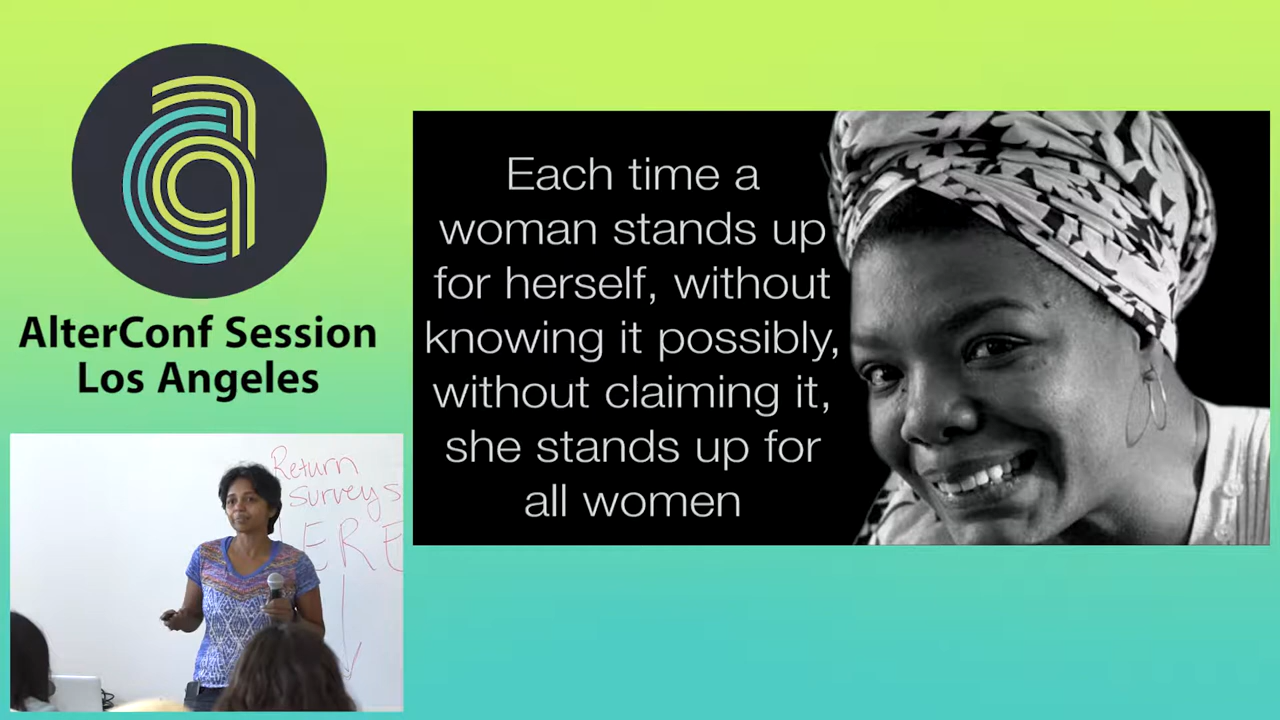 AlterConf Session
Los Angeles
Each time a
woman stands up
for herself, without
knowing it possibly,
without claiming it,
she stands up for
all women
Return
surveys
ERE